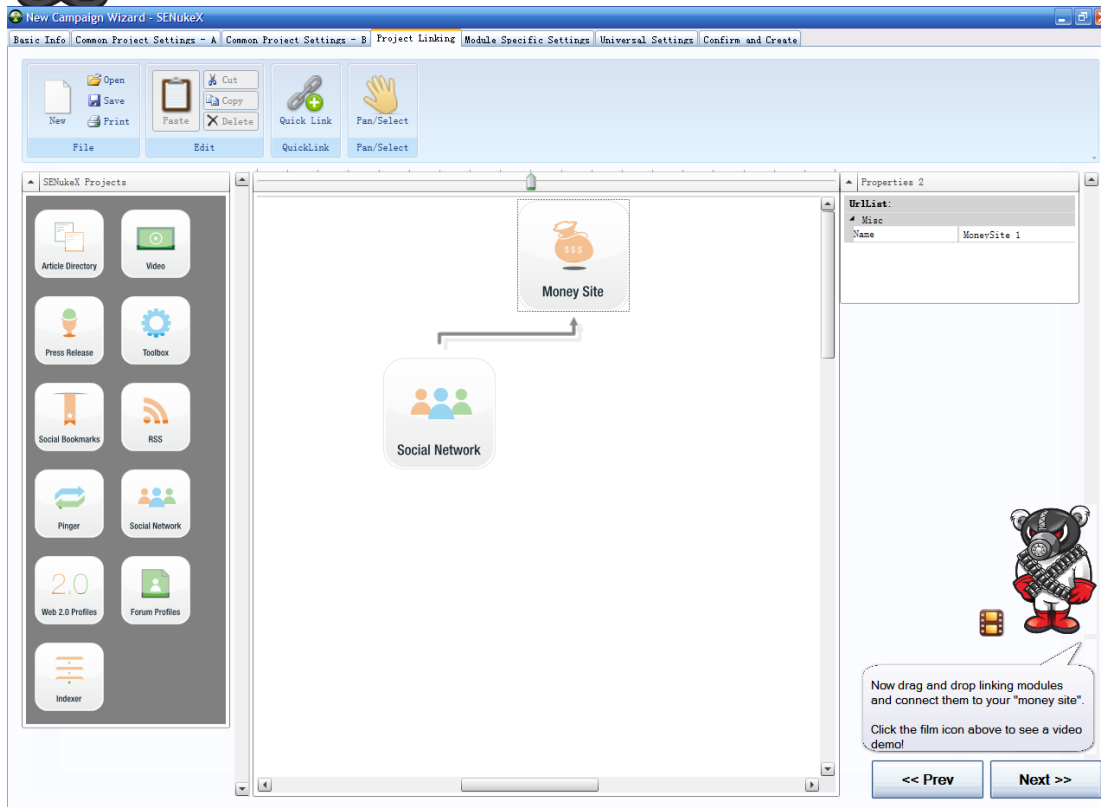 New Campaign Wizard - SENukeX
Basic Info Common Project Settings - A Common Project Settings - B Project Linking Module Specific Settings Universal Settings Confirm and Create
New
Open
Save
Print
File
Paste
Cut
Copy
Delete
Edit
Quick Link
QuickLink
Pan/Select
Pan/Select
SENukeX Projects
Article Directory
Video
Press Release
Toolbox
Social Bookmarks
RSS
Pinger
Social Network
2.0
Web 2.0 Profiles
Forum Profiles
Indexer
$$$
Money Site
Social Network
Properties 2
UrlList:
Misc
Name MoneySite 1
Now drag and drop linking modules
and connect them to your "money site".
Click the film icon above to see a video
demo!
<< Prev
Next >>